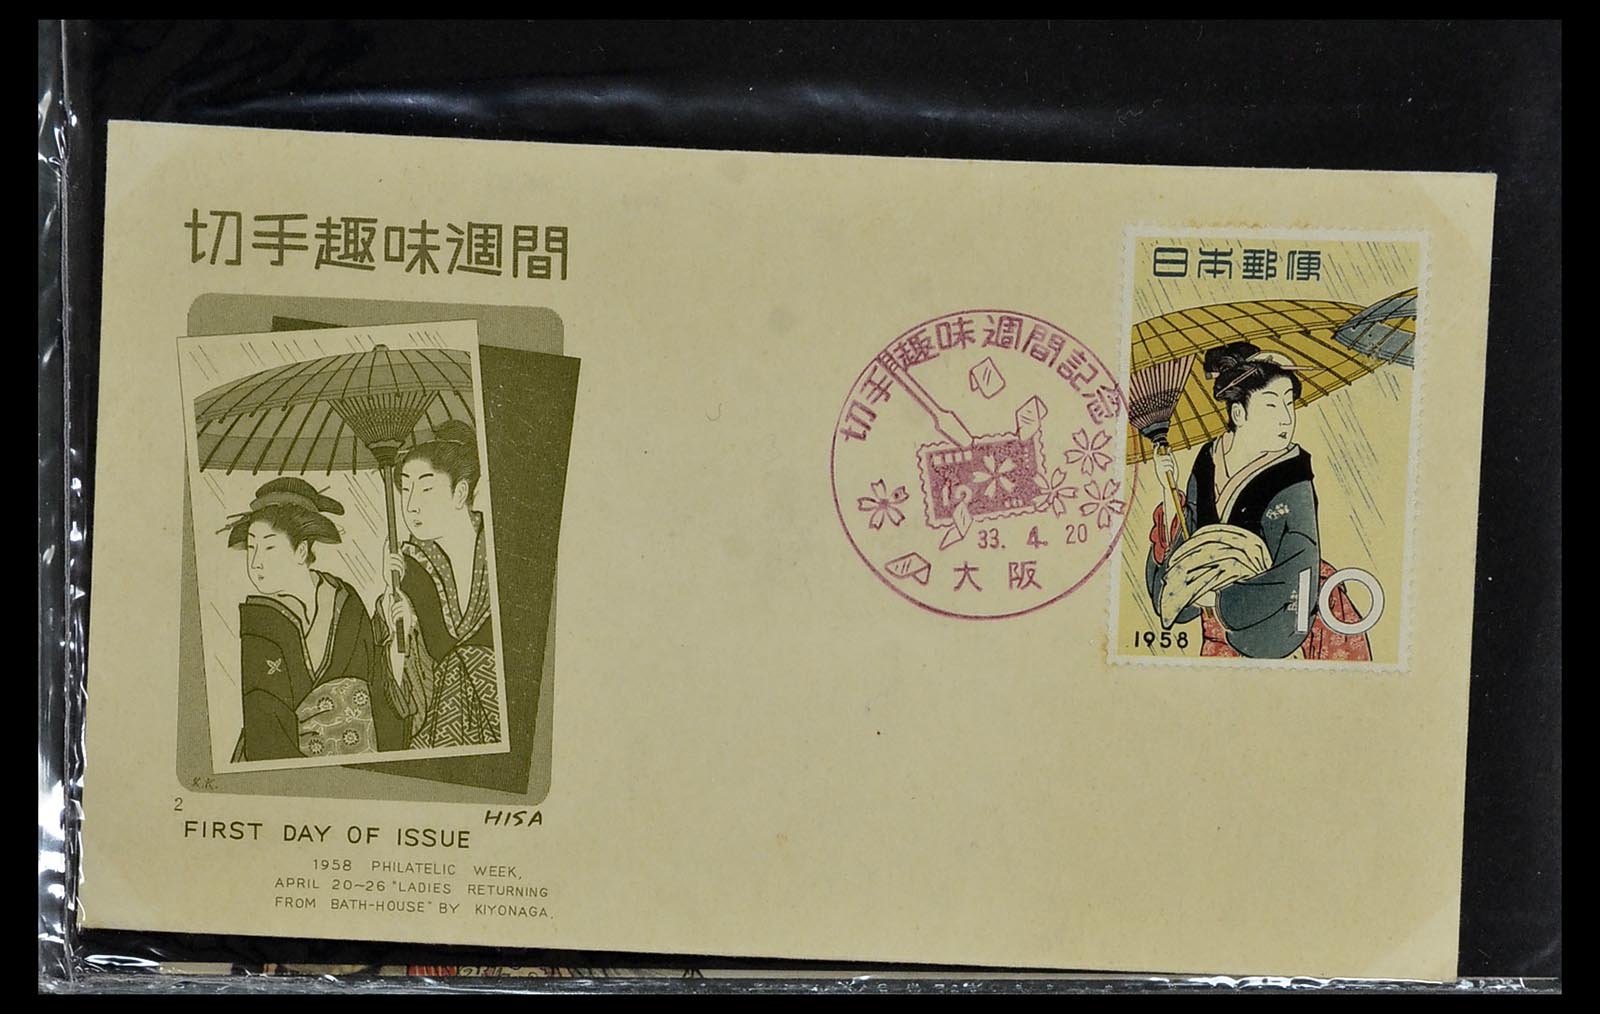 切手趣味週間
日本郵便
切手趣味週間記念
33. 4. 20
大阪
10
1958
K.K.
2
HISA
FIRST DAY OF ISSUE
1958 PHILATELIC WEEK,
APRIL 20~26 "LADIES RETURNING
FROM BATH-HOUSE" BY KIYONAGA.